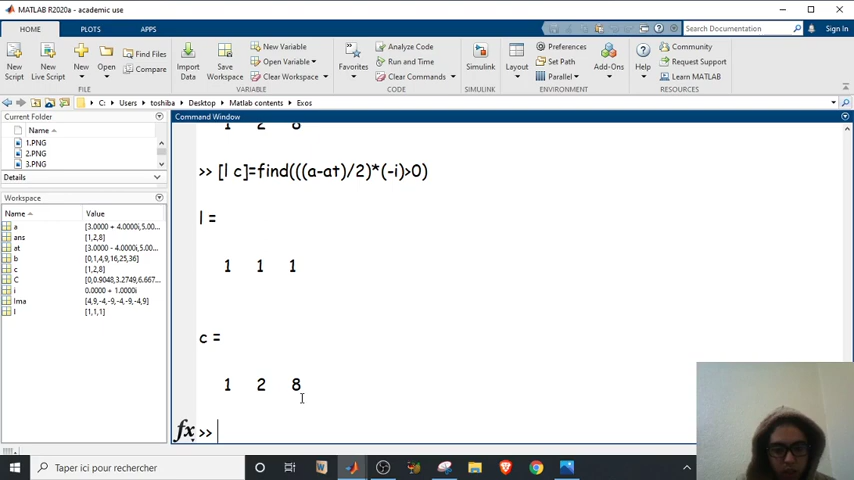 MATLAB R2020a - academic use
HOME PLOTS APPS
Search Documentation
Sign In
New Script
New Live Script
New
Open
Find Files
Compare
Import Data
Save Workspace
New Variable
Open Variable
Clear Workspace
Favorites
Analyze Code
Run and Time
Clear Commands
Simulink
Layout
Preferences
Set Path
Parallel
Add-Ons
Help
Community
Request Support
Learn MATLAB
FILE VARIABLE CODE SIMULINK ENVIRONMENT RESOURCES
C: Users toshiba Desktop Matlab contents Exos
Current Folder
Name
1.PNG
2.PNG
3.PNG
Details
Workspace
Name Value
a [3.0000 + 4.0000i,5.00...
ans [1,2,8]
at [3.0000 - 4.0000i,5.00...
b [0,1,4,9,16,25,36]
c [1,2,8]
C [0,0.9048,3.2749,6.667...
i 0.0000 + 1.0000i
Ima [4,9,-4,-9,-4,-9,-4,9]
l [1,1,1]
Command Window
1 2 8
>> [l c]=find(((a-at)/2)*(-i)>0)
l =
1 1 1
c =
1 2 8
fx >>
Taper ici pour rechercher